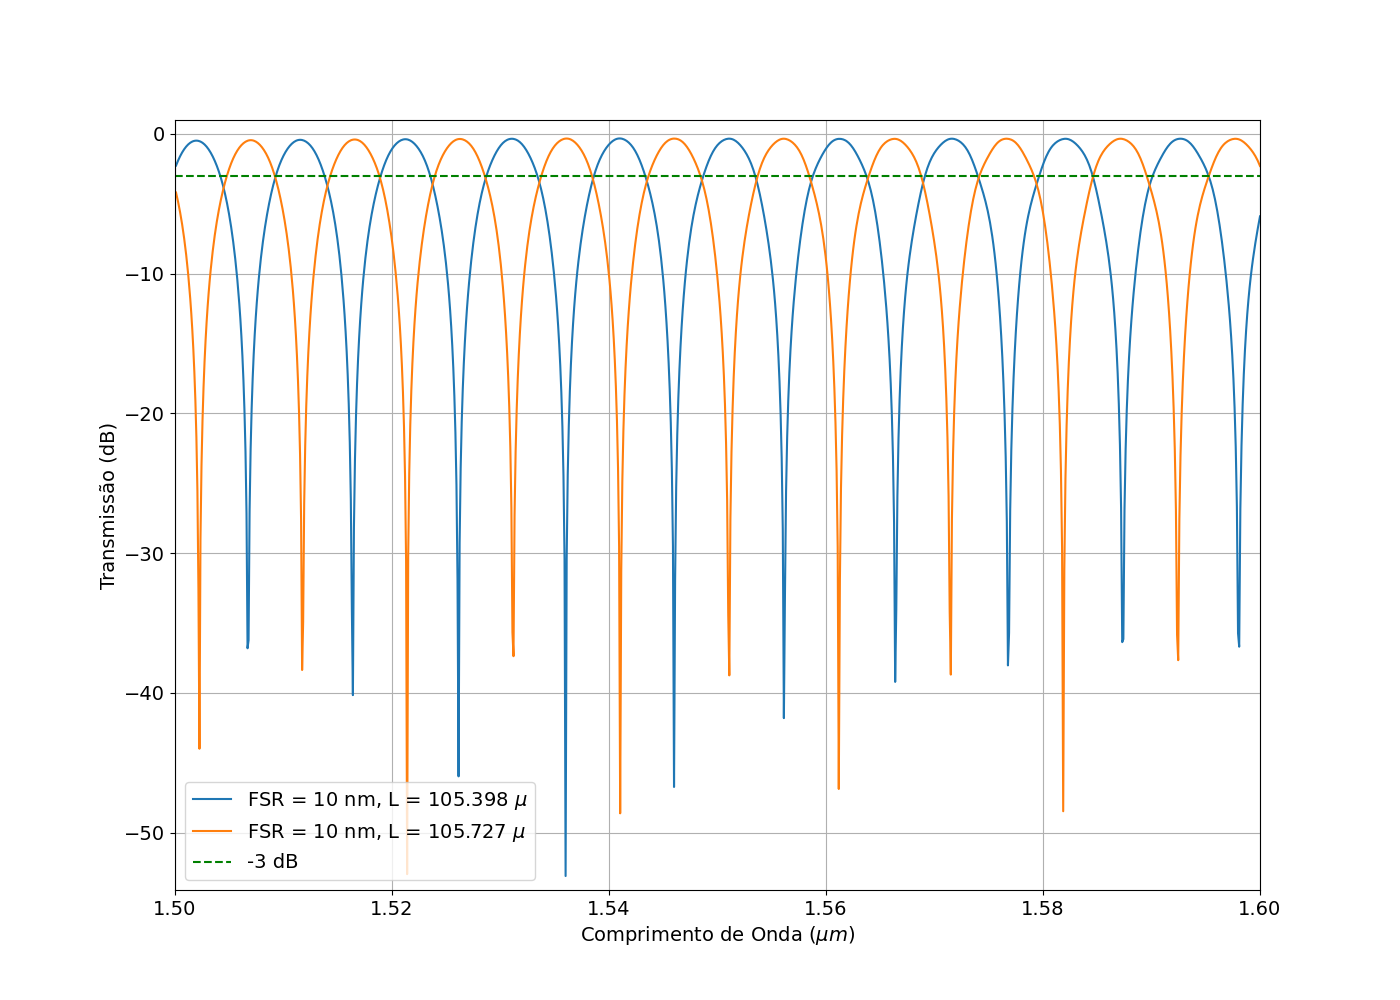 0
−10
−20
−30
−40
−50
Transmissão (dB)
FSR = 10 nm, L = 105.398 μ
FSR = 10 nm, L = 105.727 μ
-3 dB
1.50 1.52 1.54 1.56 1.58 1.60
Comprimento de Onda (μm)